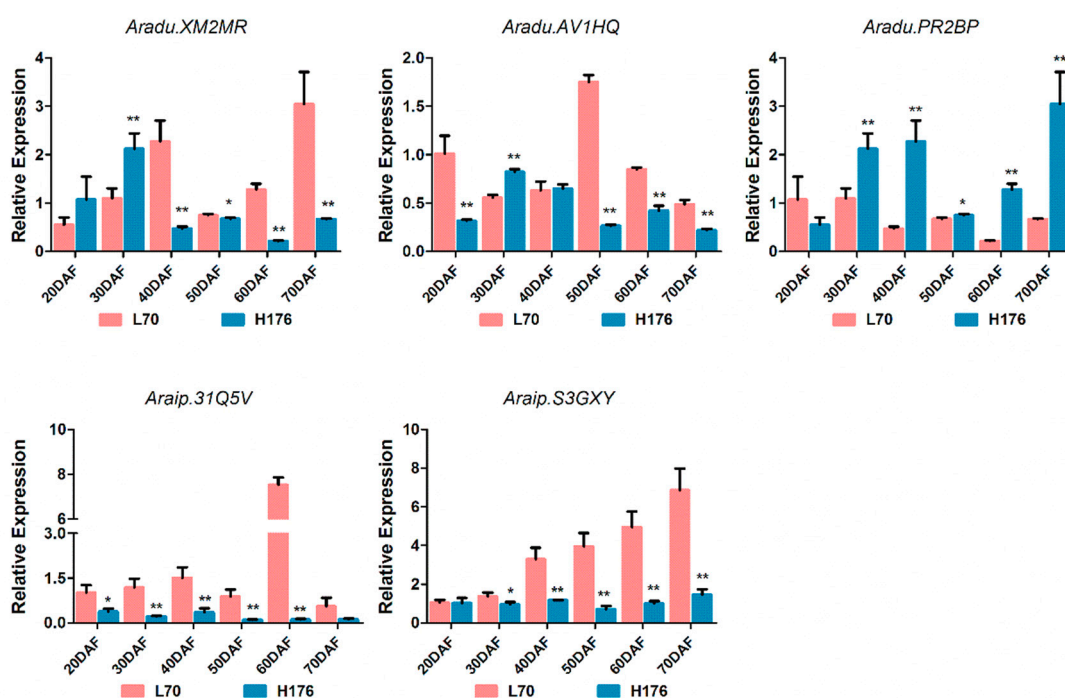 Aradu.XM2MR
Relative Expression
4
3
2
1
0
**
**
*
**
**
20DAF
30DAF
40DAF
50DAF
60DAF
70DAF
L70
H176
Aradu.AV1HQ
Relative Expression
2.0
1.5
1.0
0.5
0.0
**
**
**
**
**
20DAF
30DAF
40DAF
50DAF
60DAF
70DAF
L70
H176
Aradu.PR2BP
Relative Expression
4
3
2
1
0
**
**
*
**
**
20DAF
30DAF
40DAF
50DAF
60DAF
70DAF
L70
H176
Araip.31Q5V
Relative Expression
10
8
6
3.0
1.5
0.0
*
**
**
**
**
20DAF
30DAF
40DAF
50DAF
60DAF
70DAF
L70
H176
Araip.S3GXY
Relative Expression
10
8
6
4
2
0
*
**
**
**
**
20DAF
30DAF
40DAF
50DAF
60DAF
70DAF
L70
H176